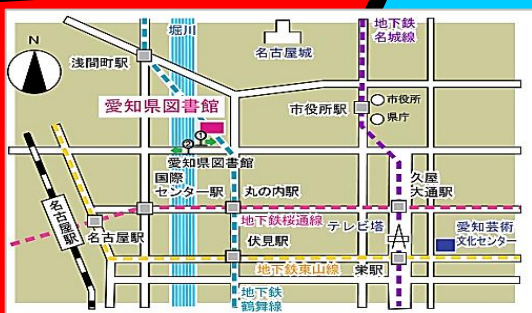 堀川
地下鉄
名城線
N
名古屋城
浅間町駅
愛知県図書館
市役所駅
市役所
県庁
①
②
愛知県図書館
国際
センター駅
丸の内駅
久屋
大通駅
名古屋駅
名古屋駅
地下鉄桜通線
テレビ塔
愛知芸術
文化センター
伏見駅
地下鉄東山線
栄駅
地下鉄
鶴舞線